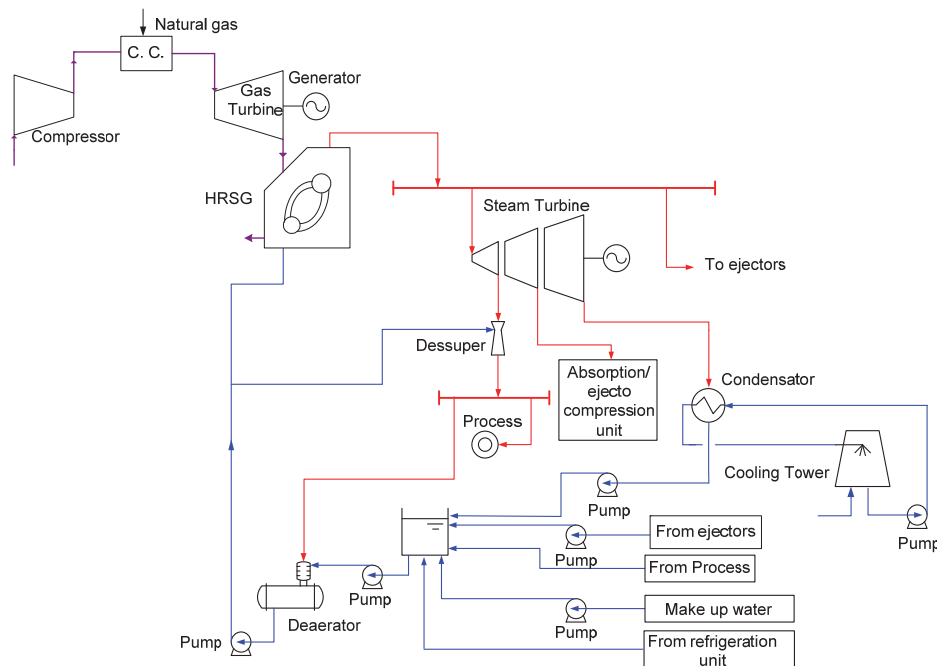 Natural gas
C. C.
Generator
Gas
Turbine
Compressor
HRSG
Steam Turbine
To ejectors
Dessuper
Absorption/
ejecto
compression
unit
Condensator
Process
Cooling Tower
Pump
From ejectors
Pump
Pump
From Process
Pump
Make up water
Deaerator
Pump
Pump
From refrigeration
unit